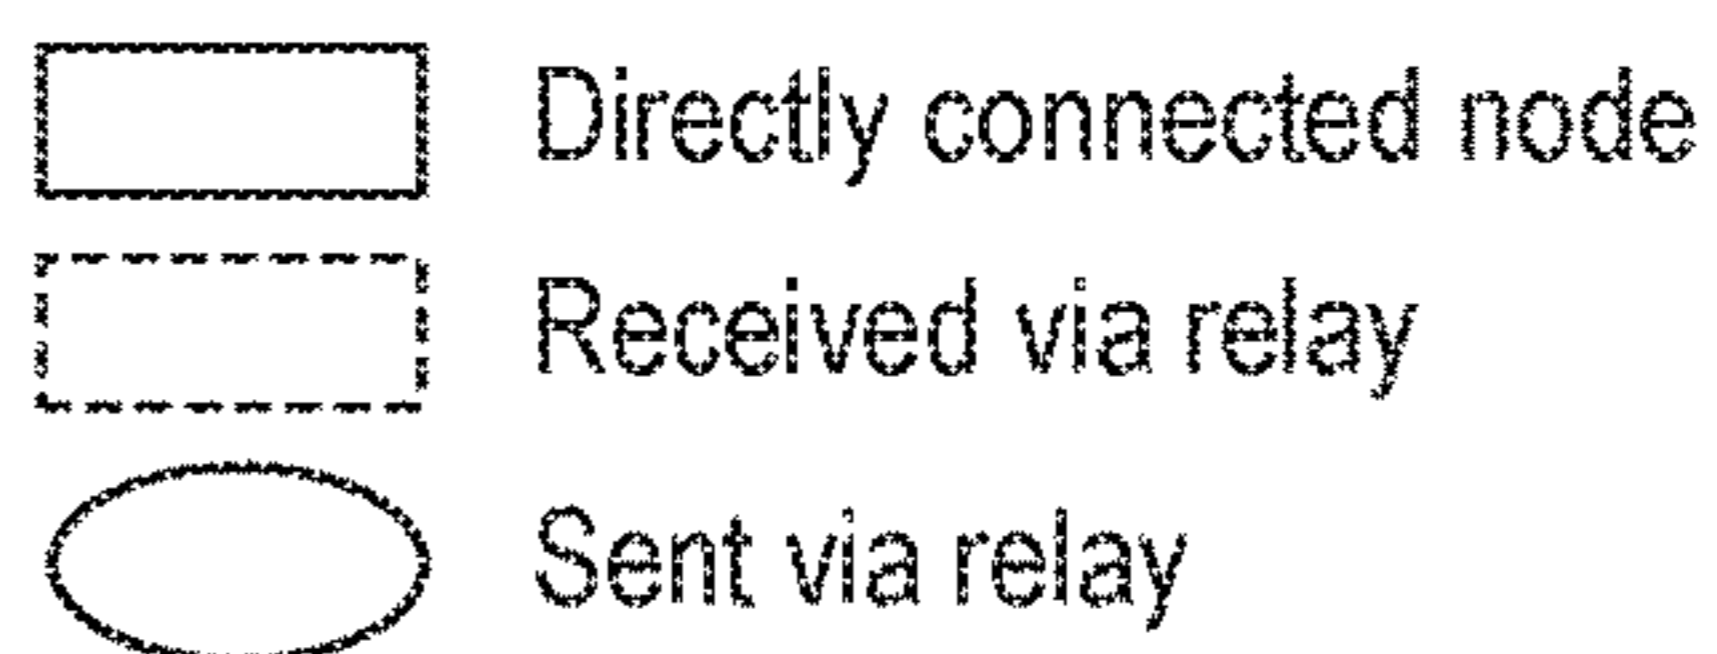 Directly connected node
Received via relay
Sent via relay